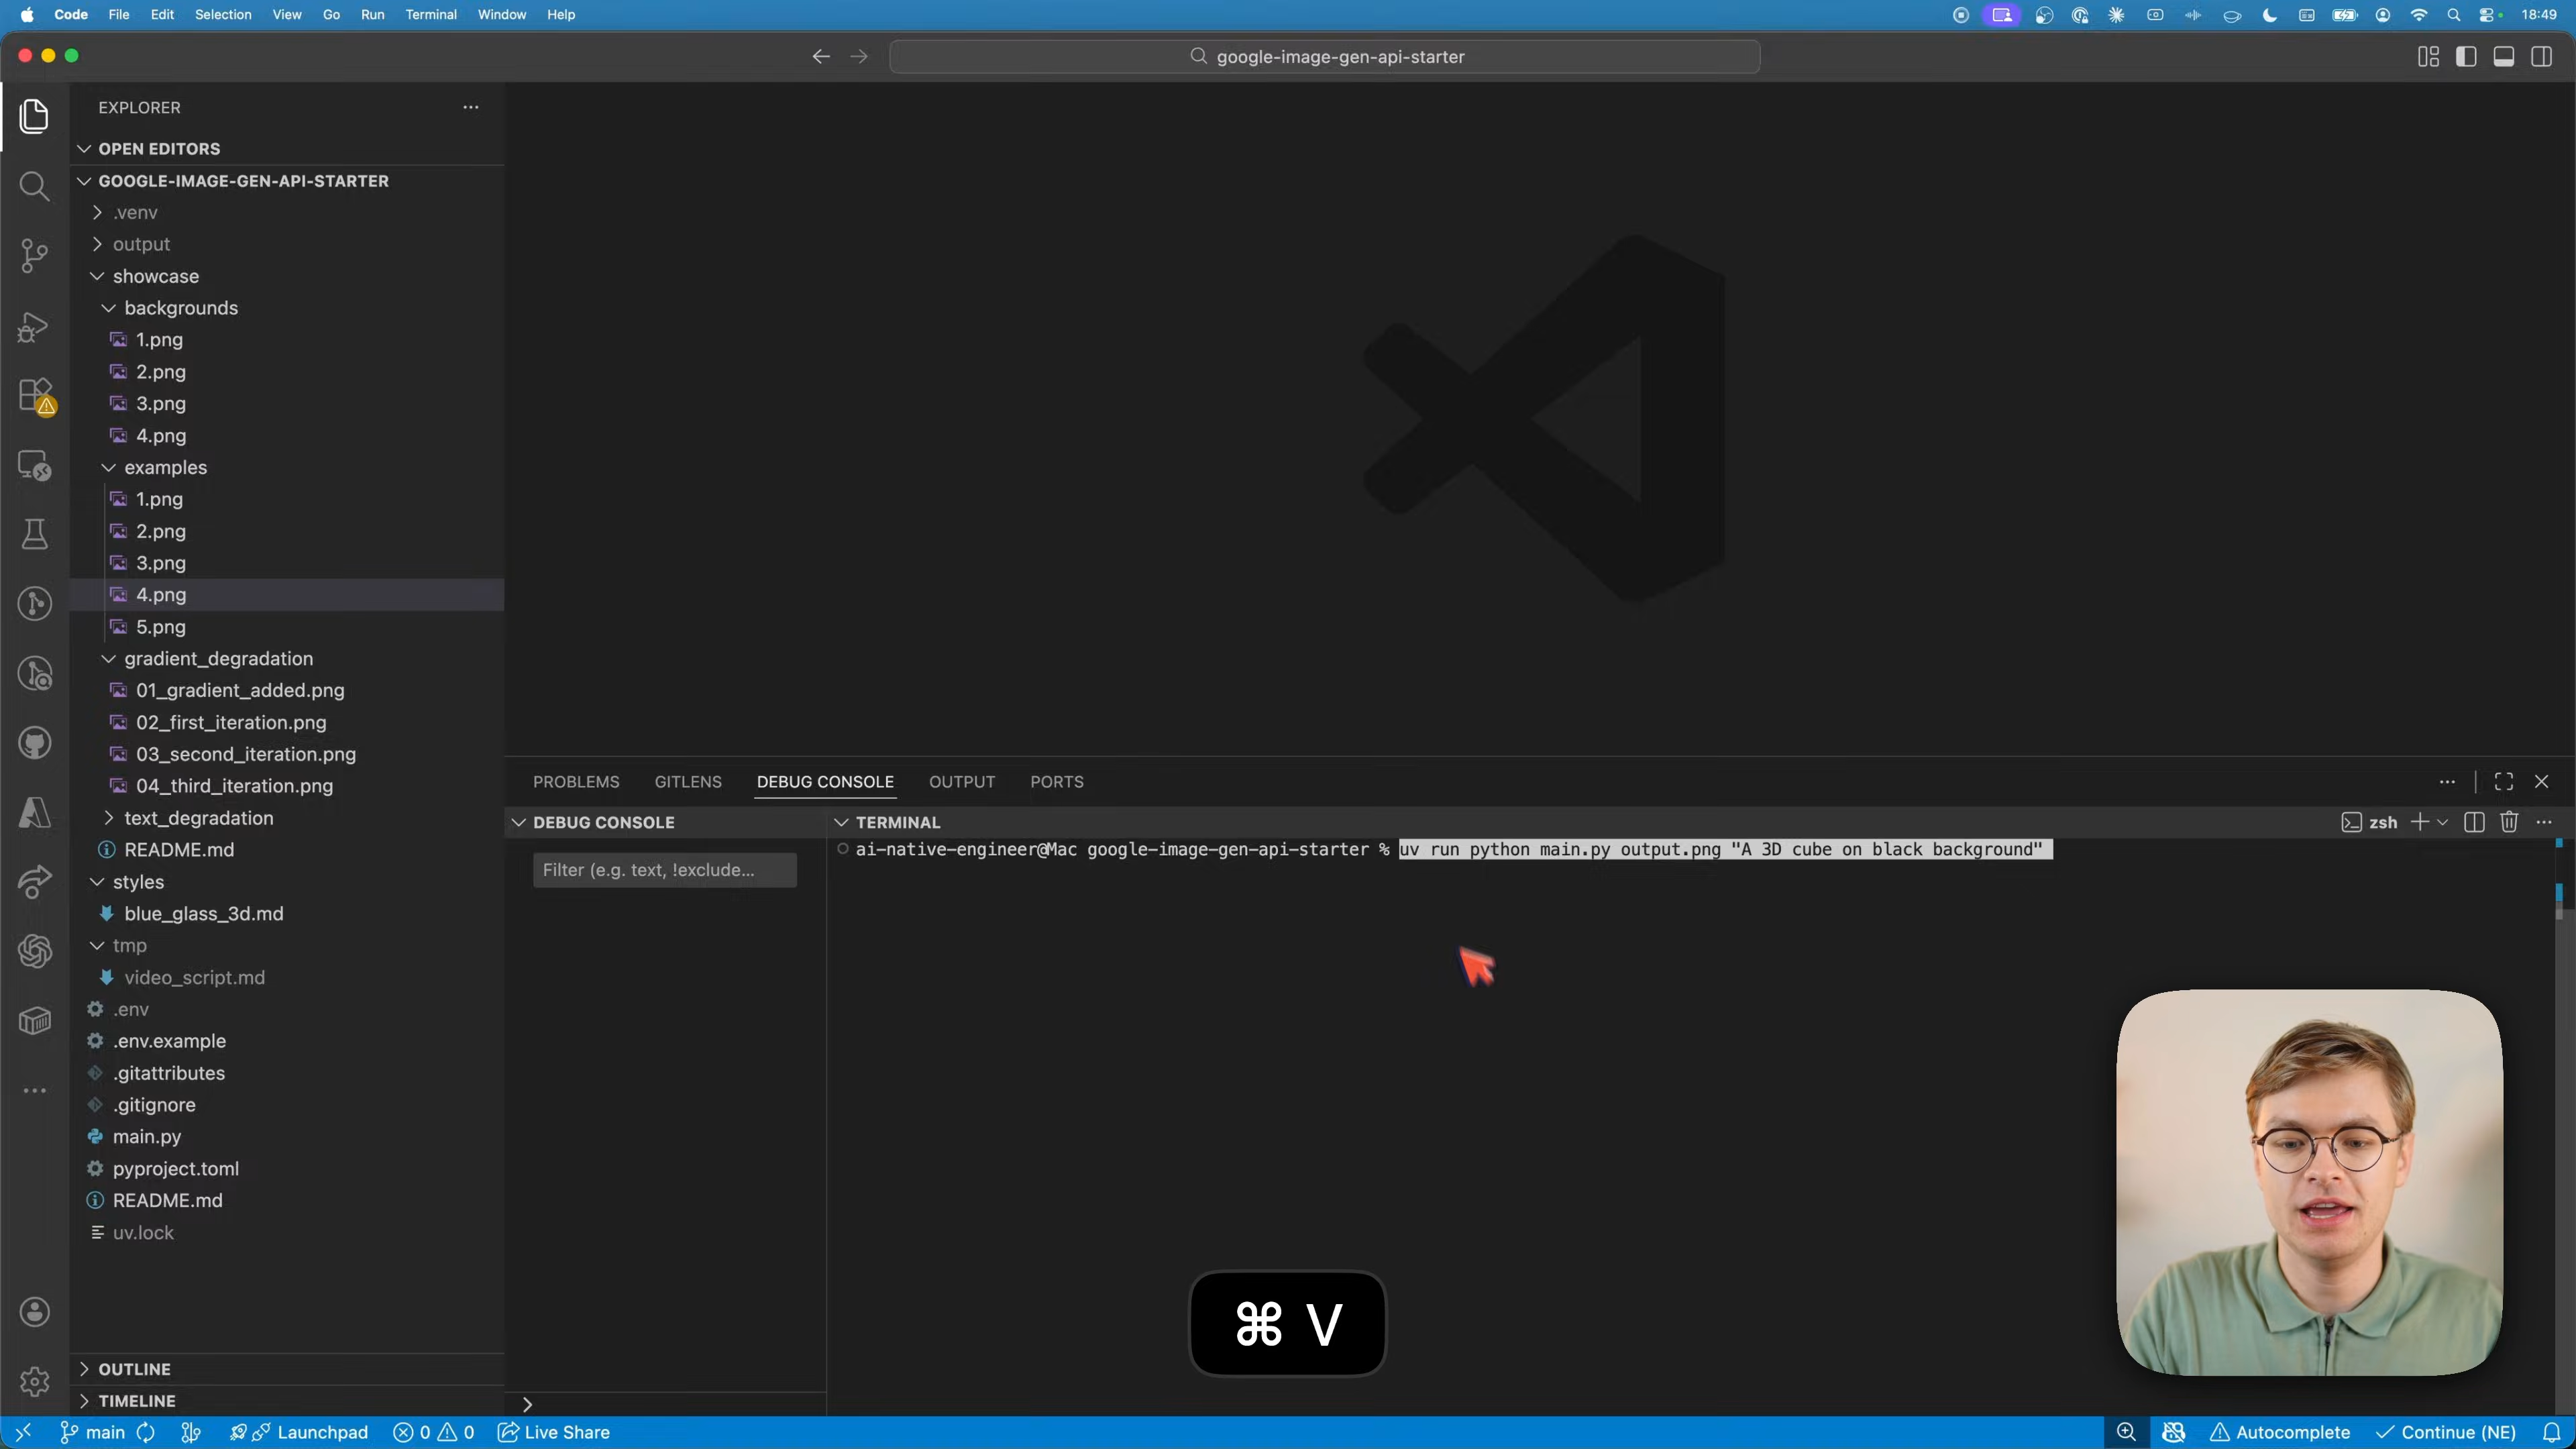 Code File Edit Selection View Go Run Terminal Window Help 18:49
google-image-gen-api-starter
EXPLORER
OPEN EDITORS
GOOGLE-IMAGE-GEN-API-STARTER
.venv
output
showcase
backgrounds
1.png
2.png
3.png
4.png
examples
1.png
2.png
3.png
4.png
5.png
gradient_degradation
01_gradient_added.png
02_first_iteration.png
03_second_iteration.png
04_third_iteration.png
text_degradation
README.md
styles
blue_glass_3d.md
tmp
video_script.md
.env
.env.example
.gitattributes
.gitignore
main.py
pyproject.toml
README.md
uv.lock
OUTLINE
TIMELINE
PROBLEMS GITLENS DEBUG CONSOLE OUTPUT PORTS
DEBUG CONSOLE
Filter (e.g. text, !exclude...
TERMINAL
zsh
ai-native-engineer@Mac google-image-gen-api-starter % uv run python main.py output.png "A 3D cube on black background"
⌘ V
main Launchpad 0 0 Live Share Autocomplete Continue (NE)